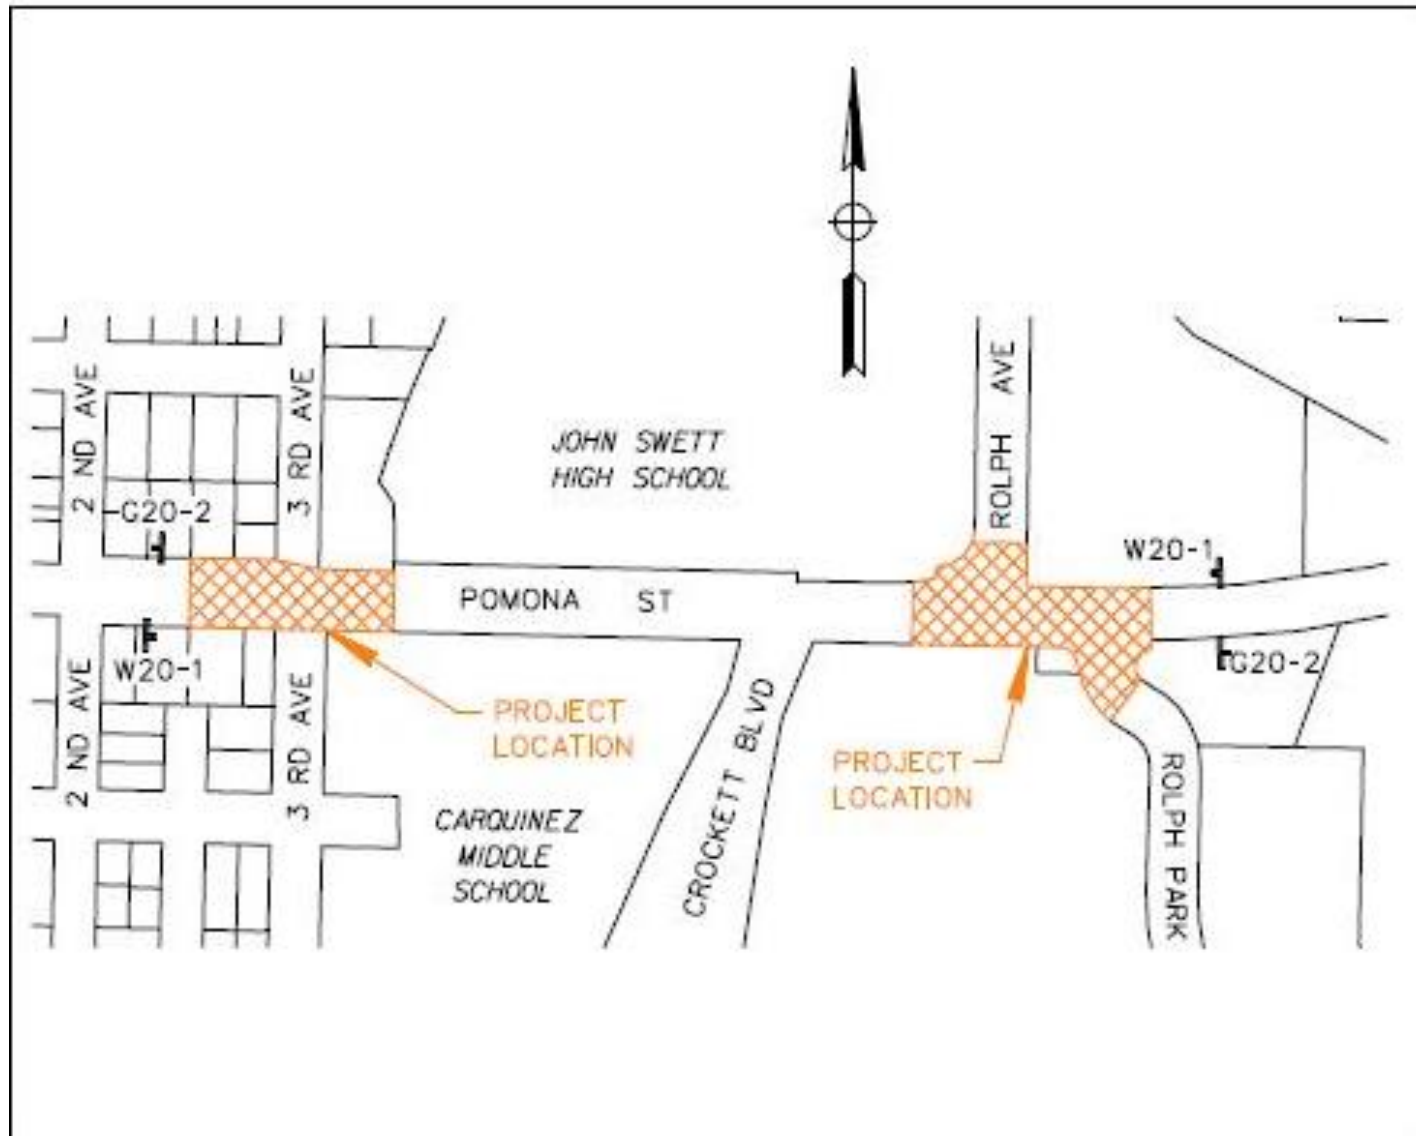 2 ND AVE
3 RD AVE
JOHN SWETT
HIGH SCHOOL
ROLPH AVE
G20-2
W20-1
POMONA ST
W20-1
G20-2
2 ND AVE
3 RD AVE
PROJECT
LOCATION
CROCKETT BLVD
PROJECT
LOCATION
CARQUINEZ
MIDDLE
SCHOOL
ROLPH PARK